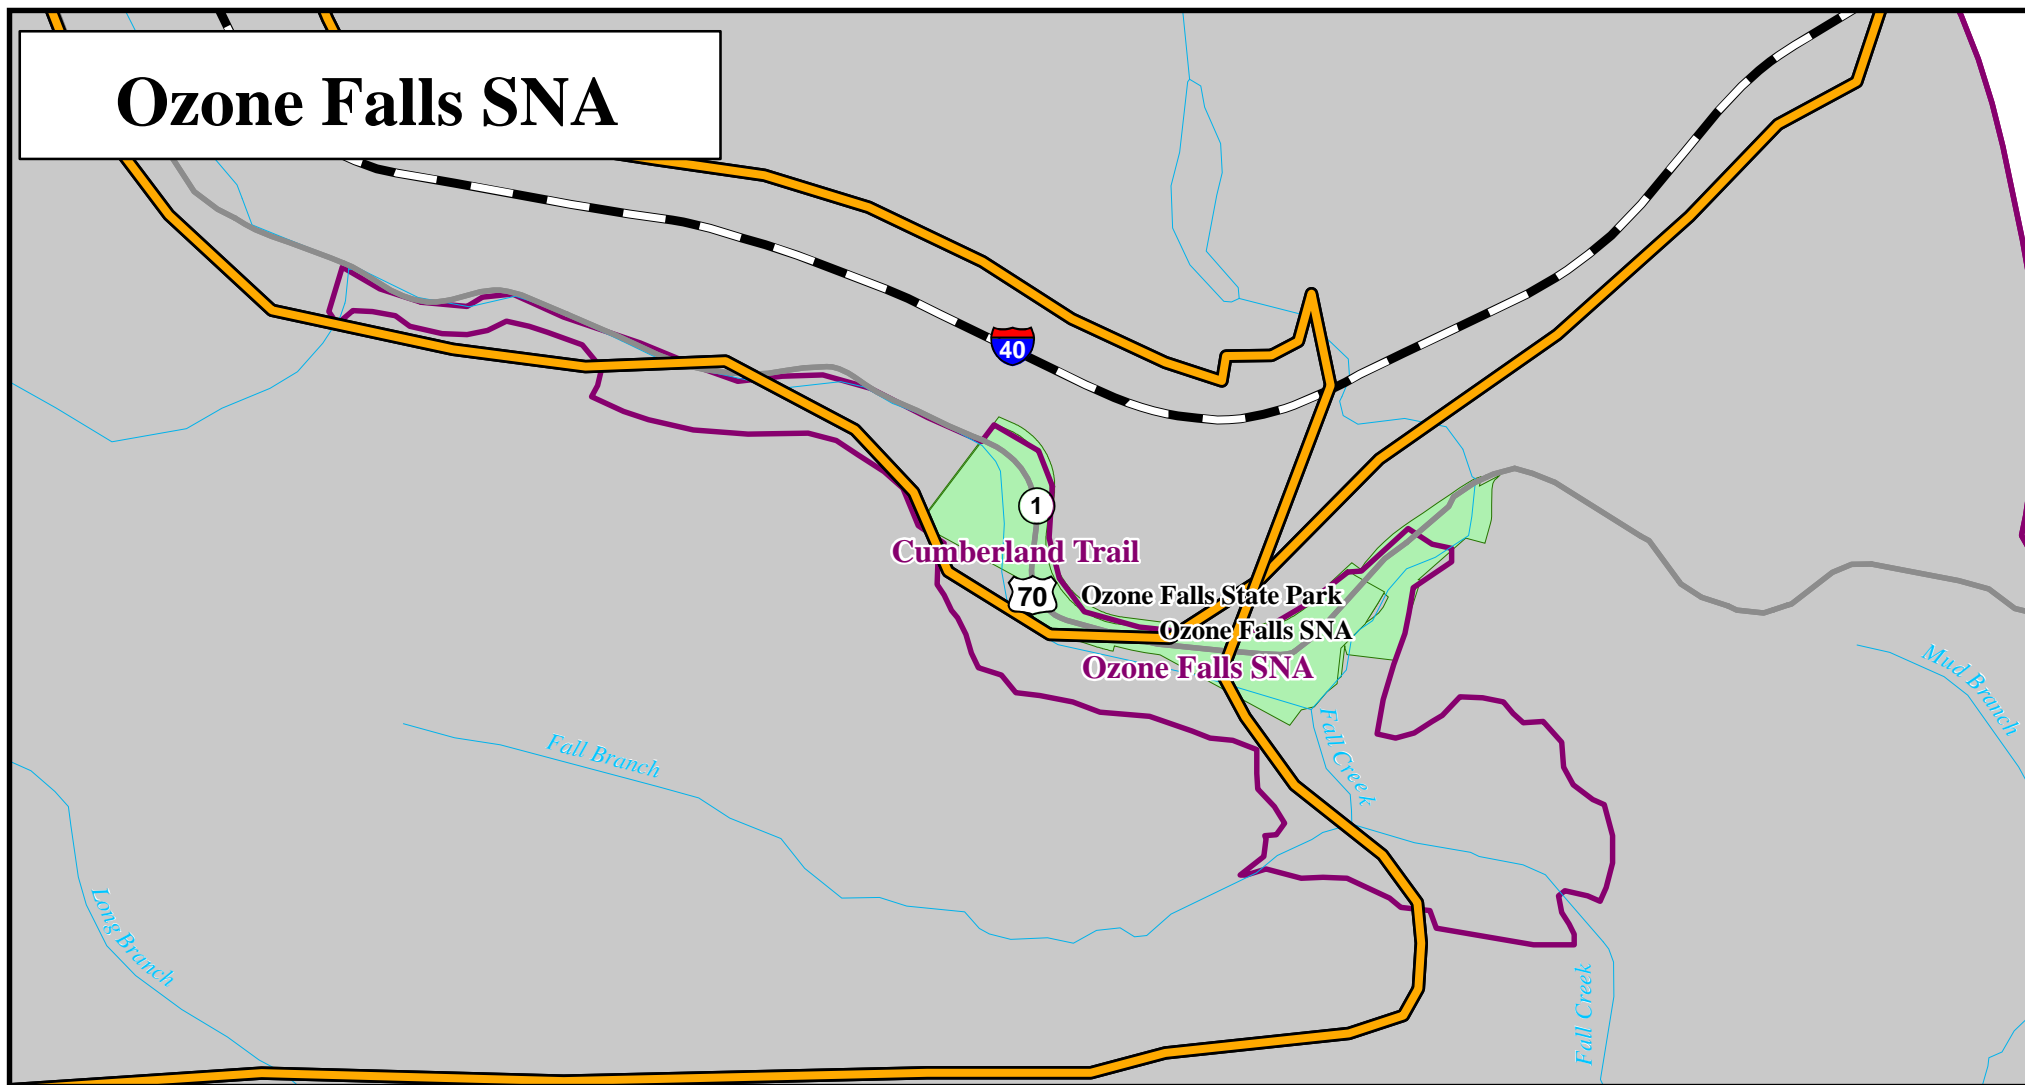 Ozone Falls SNA
40
1
Cumberland Trail
70
Ozone Falls State Park
Ozone Falls SNA
Ozone Falls SNA
Mud Branch
Fall Branch
Fall Creek
Long Branch
Fall Creek